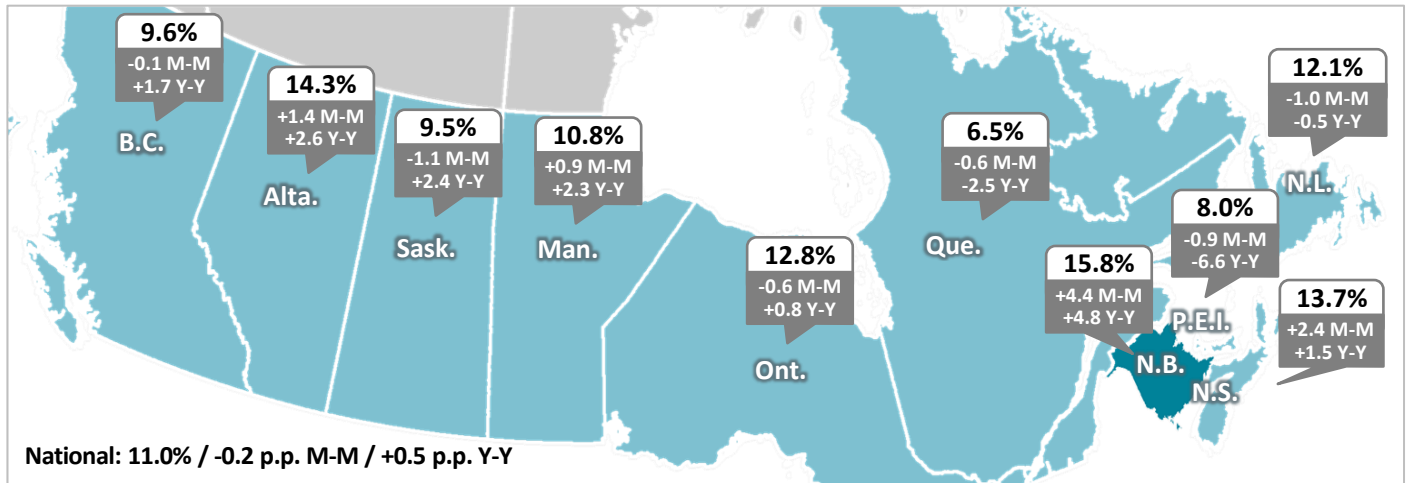 9.6%
-0.1 M-M
+1.7 Y-Y
B.C.
14.3%
+1.4 M-M
+2.6 Y-Y
Alta.
9.5%
-1.1 M-M
+2.4 Y-Y
Sask.
10.8%
+0.9 M-M
+2.3 Y-Y
Man.
12.8%
-0.6 M-M
+0.8 Y-Y
Ont.
6.5%
-0.6 M-M
-2.5 Y-Y
Que.
12.1%
-1.0 M-M
-0.5 Y-Y
N.L.
8.0%
-0.9 M-M
-6.6 Y-Y
P.E.I.
15.8%
+4.4 M-M
+4.8 Y-Y
N.B.
13.7%
+2.4 M-M
+1.5 Y-Y
N.S.
National: 11.0% / -0.2 p.p. M-M / +0.5 p.p. Y-Y